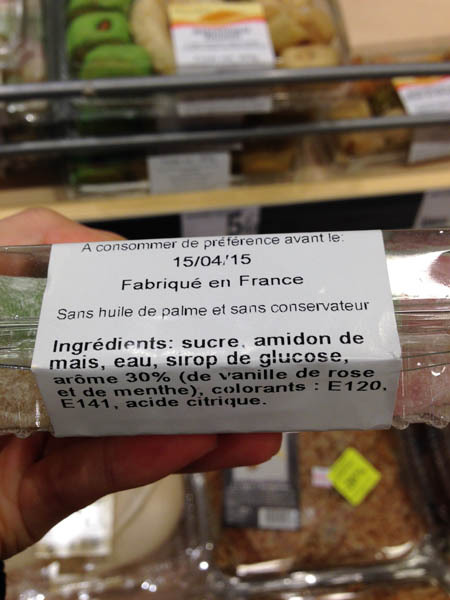 A consommer de préférence avant le:
15/04/'15
Fabriqué en France
Sans huile de palme et sans conservateur
Ingrédients: sucre, amidon de
mais, eau, sirop de glucose,
arôme 30% (de vanille de rose
et de menthe), colorants : E120,
E141, acide citrique.